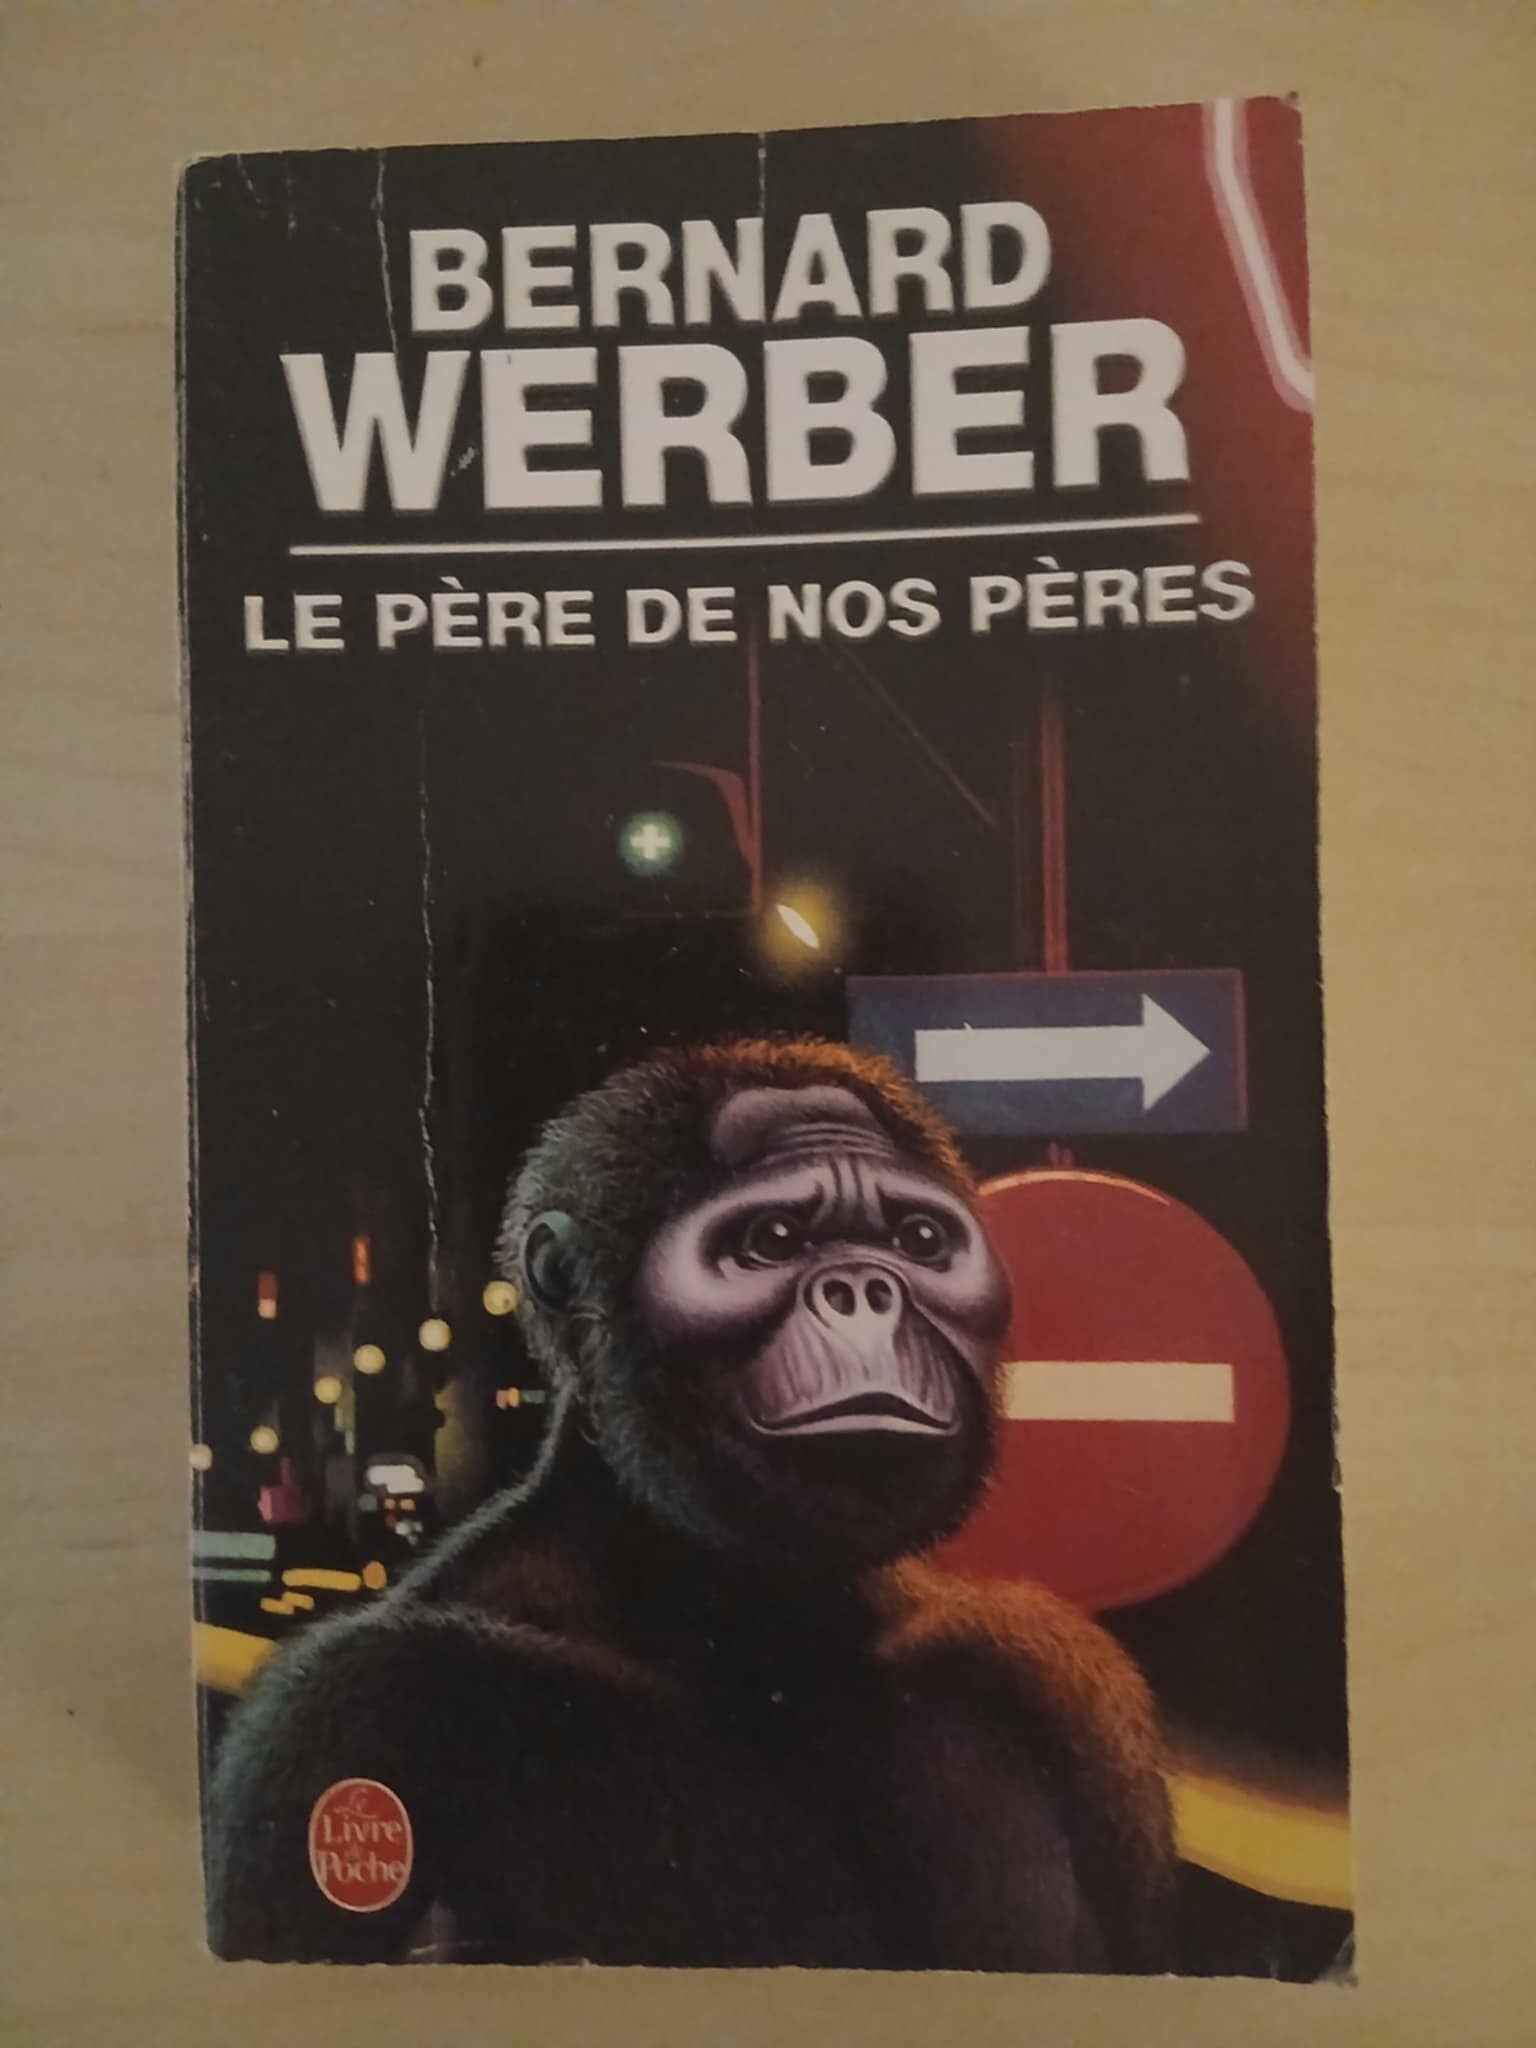 BERNARD
WERBER
LE PÈRE DE NOS PÈRES
Le
Livre
de
Poche